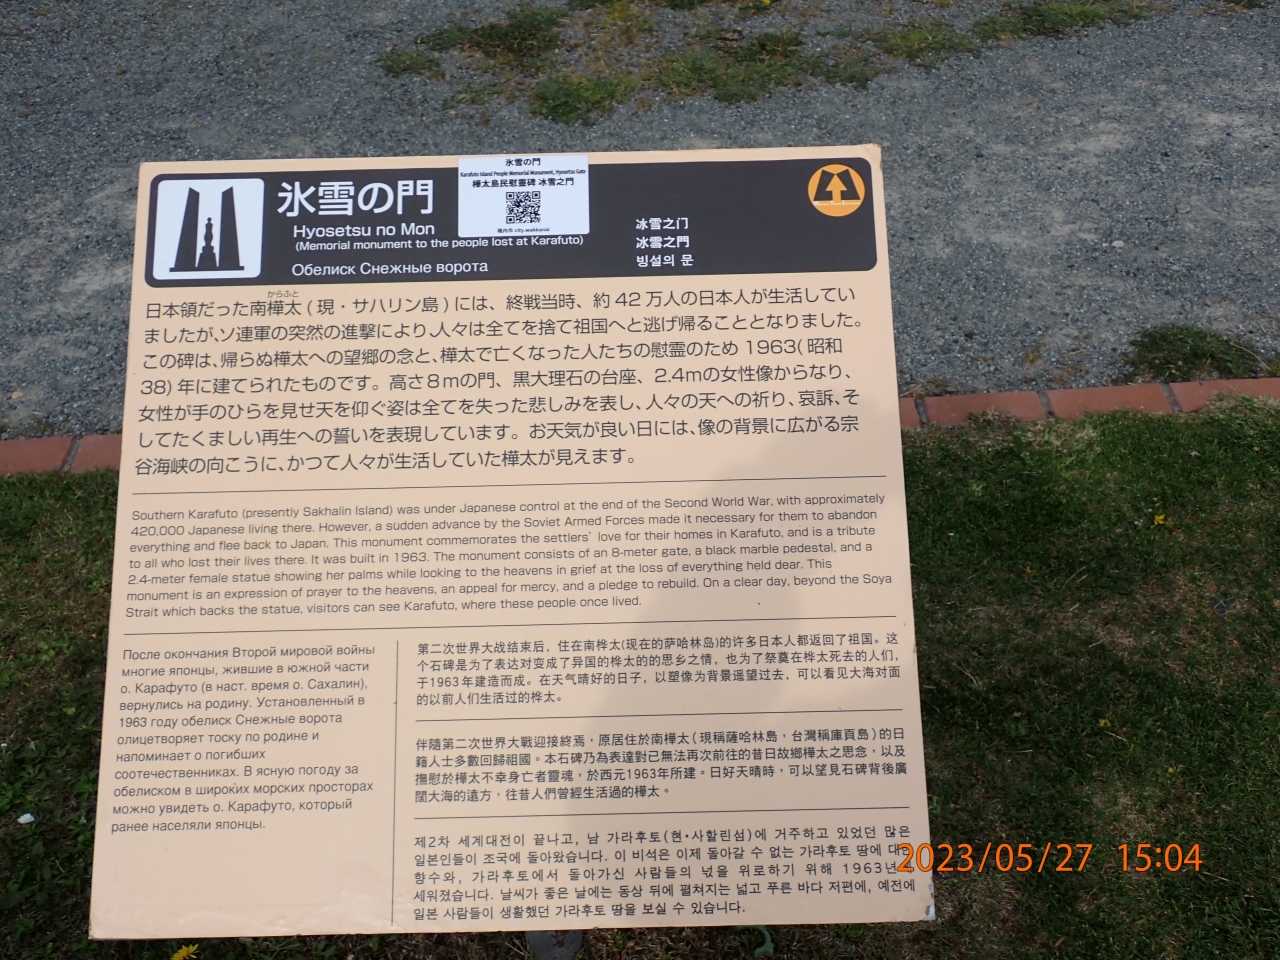 氷雪の門
Karafuto Island People Memorial Monument, Hyosetsu Gate
樺太島民慰霊碑 冰雪之門
稚内市 city.wakkanai
氷雪の門
Hyosetsu no Mon
(Memorial monument to the people lost at Karafuto)
Обелиск Снежные ворота
冰雪之门
冰雪之門
빙설의 문
からふと
日本領だった南樺太(現・サハリン島)には、終戦当時、約42万人の日本人が生活してい
ましたが、ソ連軍の突然の進撃により、人々は全てを捨て祖国へと逃げ帰ることとなりました。
この碑は、帰らぬ樺太への望郷の念と、樺太で亡くなった人たちの慰霊のため1963(昭和
38)年に建てられたものです。高さ8mの門、黒大理石の台座、2.4mの女性像からなり、
女性が手のひらを見せ天を仰ぐ姿は全てを失った悲しみを表し、人々の天への祈り、哀訴、そ
してたくましい再生への誓いを表現しています。お天気が良い日には、像の背景に広がる宗
谷海峡の向こうに、かつて人々が生活していた樺太が見えます。
Southern Karafuto (presently Sakhalin Island) was under Japanese control at the end of the Second World War, with approximately
420,000 Japanese living there. However, a sudden advance by the Soviet Armed Forces made it necessary for them to abandon
everything and flee back to Japan. This monument commemorates the settlers' love for their homes in Karafuto, and is a tribute
to all who lost their lives there. It was built in 1963. The monument consists of an 8-meter gate, a black marble pedestal, and a
2.4-meter female statue showing her palms while looking to the heavens in grief at the loss of everything held dear. This
monument is an expression of prayer to the heavens, an appeal for mercy, and a pledge to rebuild. On a clear day, beyond the Soya
Strait which backs the statue, visitors can see Karafuto, where these people once lived.
После окончания Второй мировой войны
многие японцы, жившие в южной части
о. Карафуто (в наст. время о. Сахалин),
вернулись на родину. Установленный в
1963 году обелиск Снежные ворота
олицетворяет тоску по родине и
напоминает о погибших
соотечественниках. В ясную погоду за
обелиском в широких морских просторах
можно увидеть о. Карафуто, который
ранее населяли японцы.
第二次世界大战结束后，住在南桦太(现在的萨哈林岛)的许多日本人都返回了祖国。这
个石碑是为了表达对变成了异国的桦太的的思乡之情，也为了祭奠在桦太死去的人们，
于1963年建造而成。在天气晴好的日子，以塑像为背景遥望过去，可以看见大海对面
的以前人们生活过的桦太。
伴隨第二次世界大戰迎接終焉，原居住於南樺太(現稱薩哈林島，台灣稱庫頁島)的日
籍人士多數回歸祖國。本石碑乃為表達對已無法再次前往的昔日故鄉樺太之思念，以及
撫慰於樺太不幸身亡者靈魂，於西元1963年所建。日好天晴時，可以望見石碑背後廣
闊大海的遠方，往昔人們曾經生活過的樺太。
제2차 세계대전이 끝나고, 남 가라후토(현·사할린섬)에 거주하고 있었던 많은
일본인들이 조국에 돌아왔습니다. 이 비석은 이제 돌아갈 수 없는 가라후토 땅에 대한
향수와, 가라후토에서 돌아가신 사람들의 넋을 위로하기 위해 1963년
세워졌습니다. 날씨가 좋은 날에는 동상 뒤에 펼쳐지는 넓고 푸른 바다 저편에, 예전에
일본 사람들이 생활했던 가라후토 땅을 보실 수 있습니다.
2023/05/27 15:04